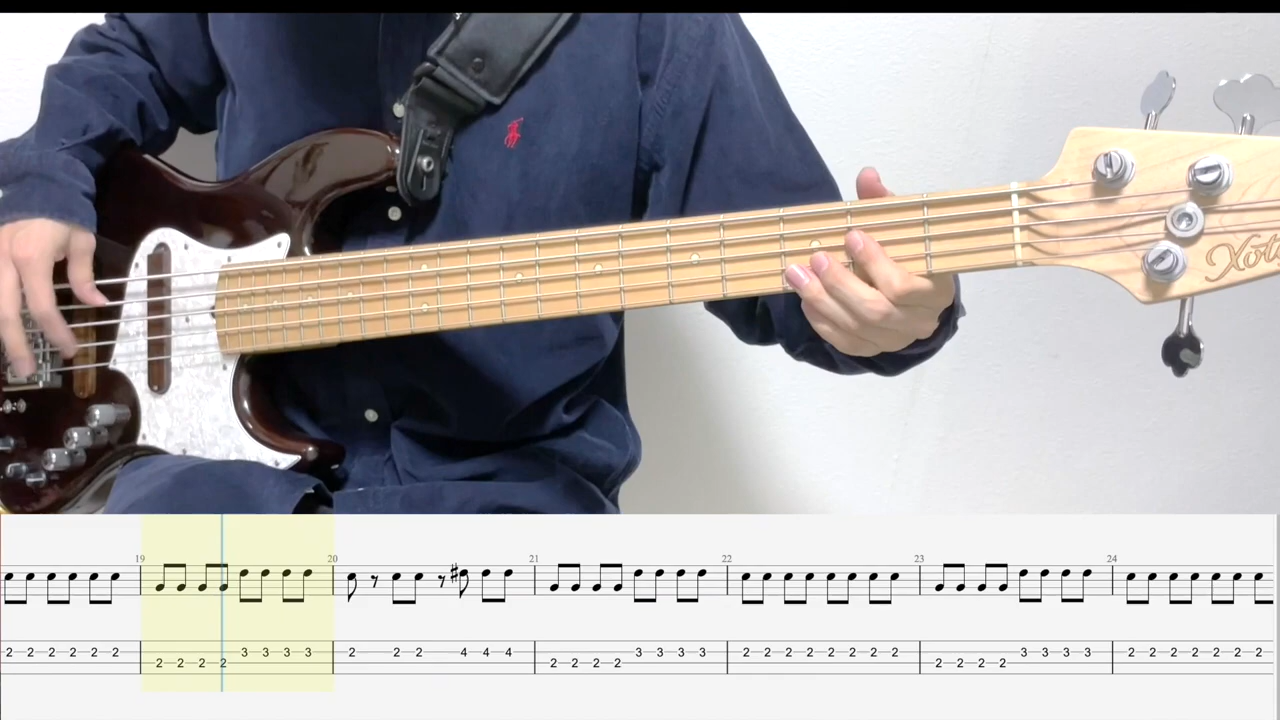 Xot
19 20 21 22 23 24
2 2 2 2 2 2 3 3 3 3 2 2 2 4 4 4 3 3 3 3 2 2 2 2 2 2 2 2 3 3 3 3 2 2 2 2 2 2 2
2 2 2 2 2 2 2 2 2 2 2 2